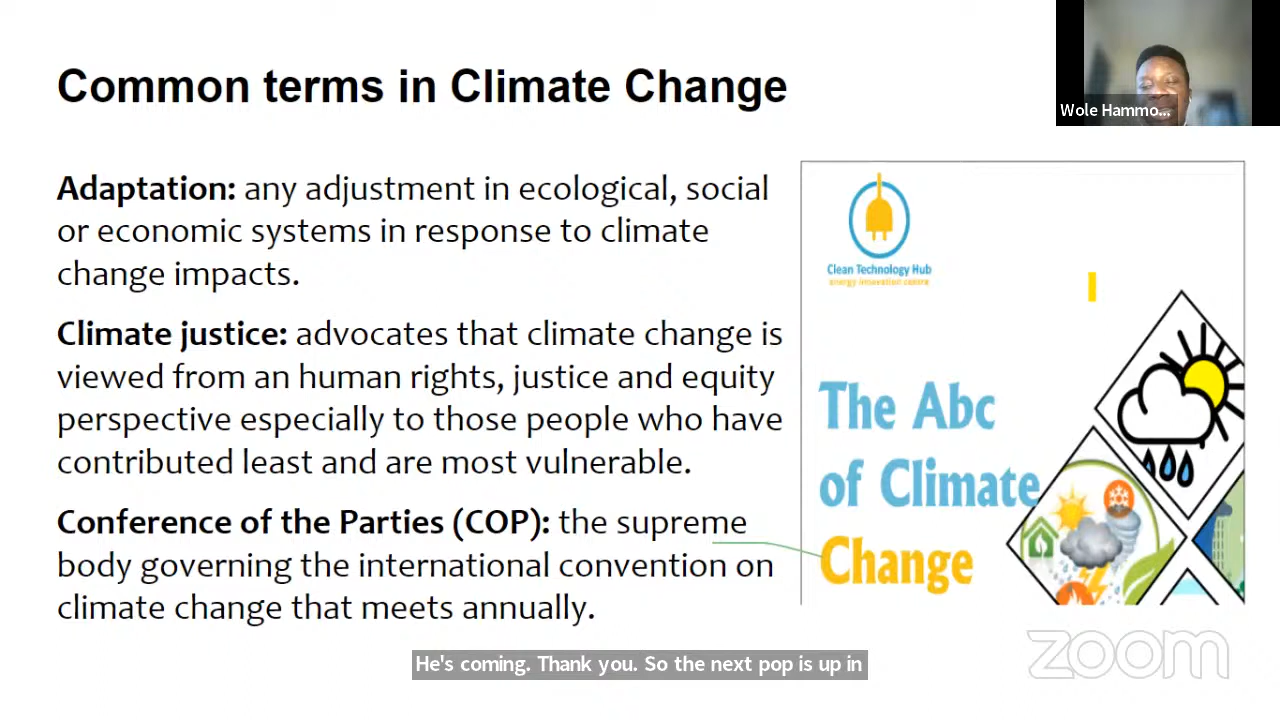 Common terms in Climate Change
Wole Hammo...
Adaptation: any adjustment in ecological, social
or economic systems in response to climate
change impacts.
Climate justice: advocates that climate change is
viewed from an human rights, justice and equity
perspective especially to those people who have
contributed least and are most vulnerable.
Conference of the Parties (COP): the supreme
body governing the international convention on
climate change that meets annually.
Clean Technology Hub
energy innovation centre
The Abc
of Climate
Change
zoom
He's coming. Thank you. So the next pop is up in